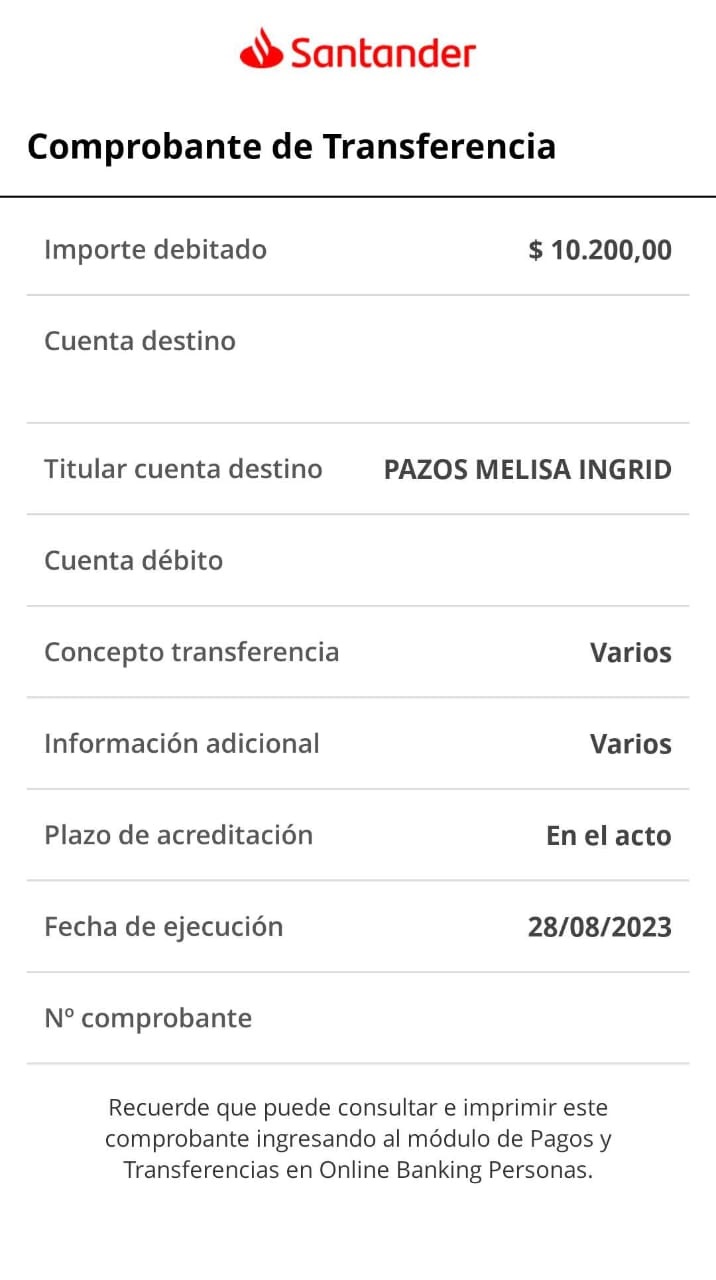 Santander
Comprobante de Transferencia
Importe debitado $ 10.200,00
Cuenta destino
Titular cuenta destino PAZOS MELISA INGRID
Cuenta débito
Concepto transferencia Varios
Información adicional Varios
Plazo de acreditación En el acto
Fecha de ejecución 28/08/2023
Nº comprobante
Recuerde que puede consultar e imprimir este
comprobante ingresando al módulo de Pagos y
Transferencias en Online Banking Personas.